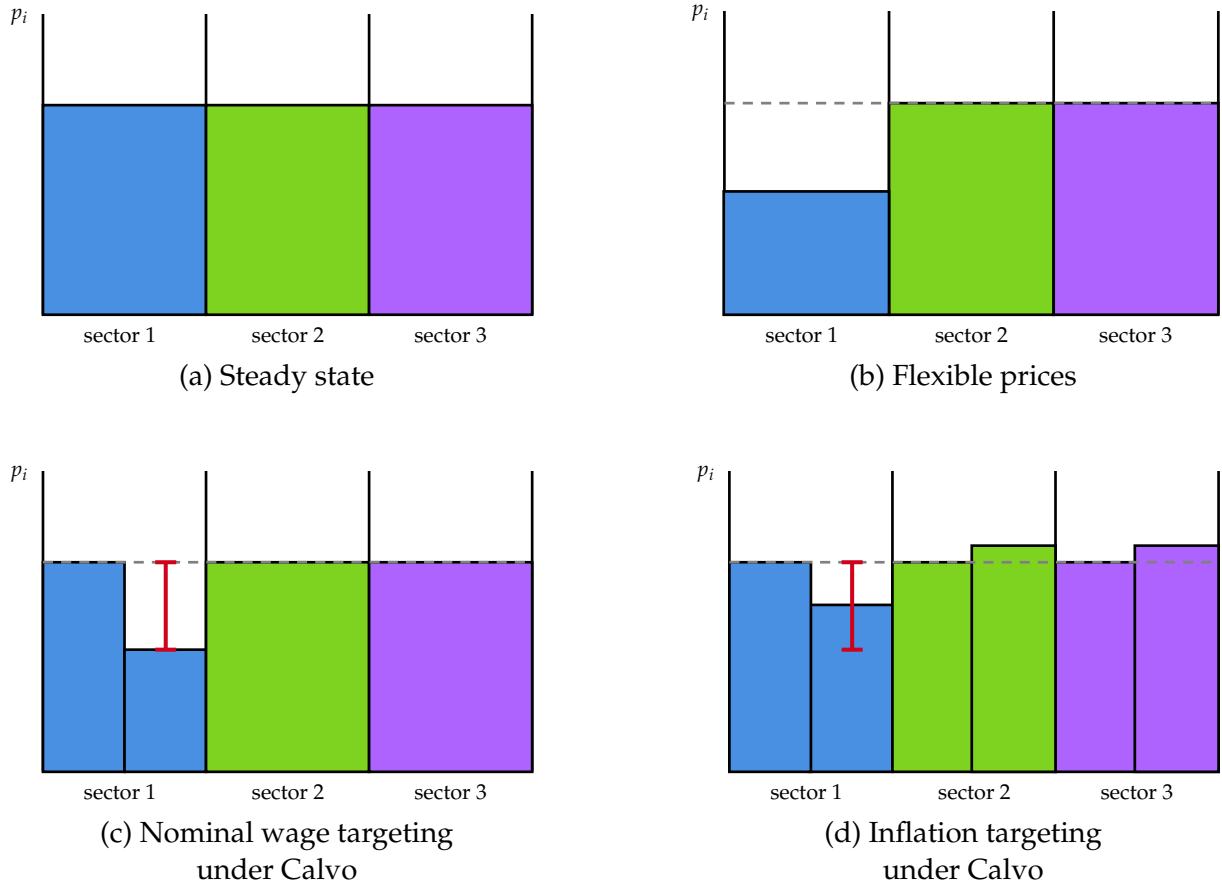 p_i
sector 1 sector 2 sector 3
(a) Steady state
p_i
sector 1 sector 2 sector 3
(b) Flexible prices
p_i
sector 1 sector 2 sector 3
(c) Nominal wage targeting
under Calvo
p_i
sector 1 sector 2 sector 3
(d) Inflation targeting
under Calvo